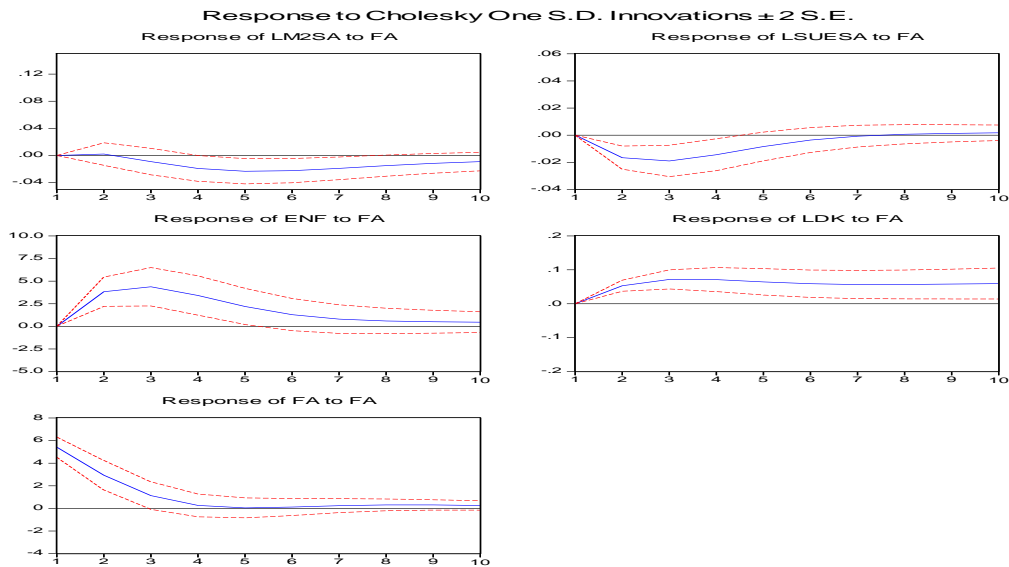 Response to Cholesky One S.D. Innovations ± 2 S.E.
Response of LM2SA to FA
.12
.08
.04
.00
-.04
1 2 3 4 5 6 7 8 9 10
Response of LSUESA to FA
.06
.04
.02
.00
-.02
-.04
1 2 3 4 5 6 7 8 9 10
Response of ENF to FA
10.0
7.5
5.0
2.5
0.0
-2.5
-5.0
1 2 3 4 5 6 7 8 9 10
Response of LDK to FA
.2
.1
.0
-.1
-.2
1 2 3 4 5 6 7 8 9 10
Response of FA to FA
8
6
4
2
0
-2
-4
1 2 3 4 5 6 7 8 9 10